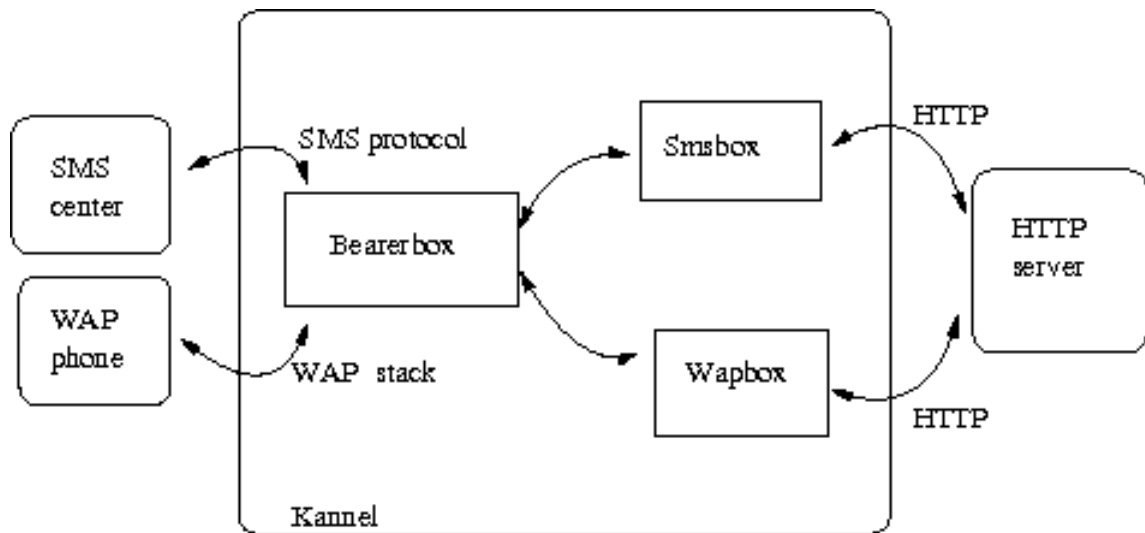 SMS
center
WAP
phone
SMS protocol
Bearerbox
WAP stack
Smsbox
Wapbox
HTTP
HTTP
HTTP
server
Kannel